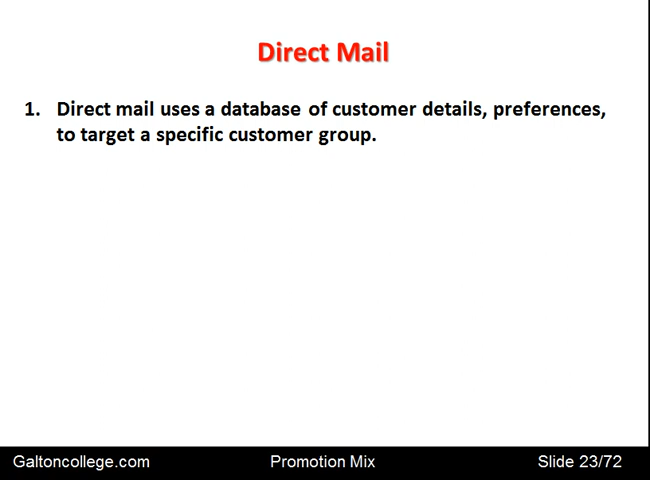 Direct Mail
1. Direct mail uses a database of customer details, preferences,
to target a specific customer group.
Galtoncollege.com Promotion Mix Slide 23/72